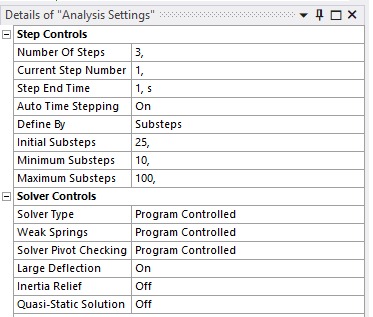 Details of "Analysis Settings"
Step Controls
Number Of Steps 3,
Current Step Number 1,
Step End Time 1, s
Auto Time Stepping On
Define By Substeps
Initial Substeps 25,
Minimum Substeps 10,
Maximum Substeps 100,
Solver Controls
Solver Type Program Controlled
Weak Springs Program Controlled
Solver Pivot Checking Program Controlled
Large Deflection On
Inertia Relief Off
Quasi-Static Solution Off